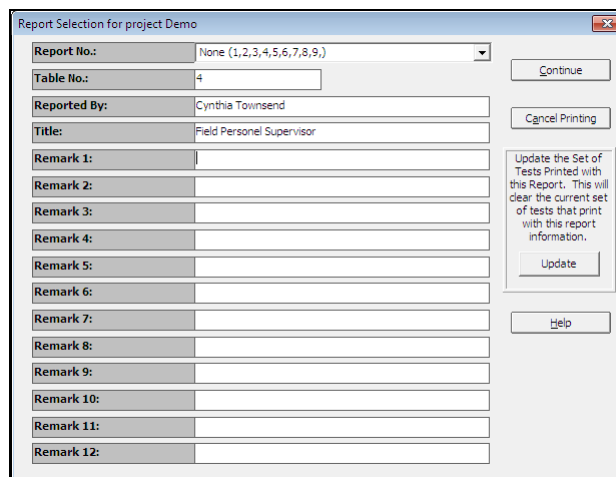 Report Selection for project Demo
Report No.: None (1,2,3,4,5,6,7,8,9,)
Table No.: 4
Reported By: Cynthia Townsend
Title: Field Personel Supervisor
Remark 1:
Remark 2:
Remark 3:
Remark 4:
Remark 5:
Remark 6:
Remark 7:
Remark 8:
Remark 9:
Remark 10:
Remark 11:
Remark 12:
Continue
Cancel Printing
Update the Set of
Tests Printed with
this Report. This will
clear the current set
of tests that print
with this report
information.
Update
Help